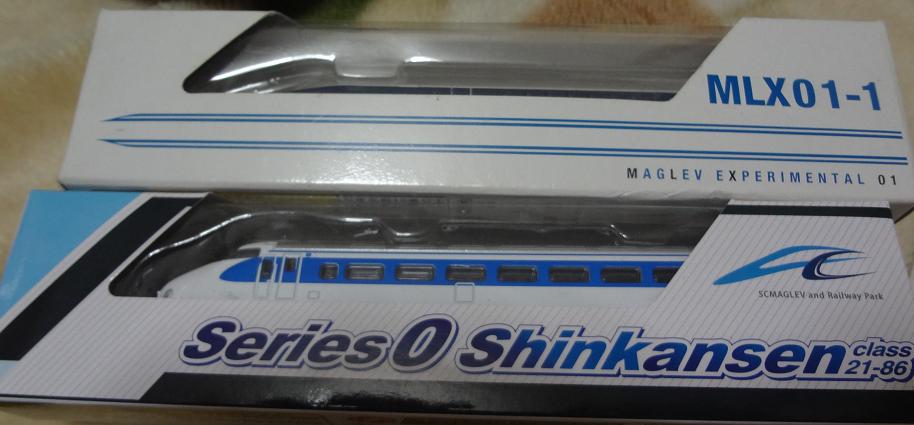 MLX01-1
MAGLEV EXPERIMENTAL 01
SCMAGLEV and Railway Park
Series 0 Shinkansen class
21-86